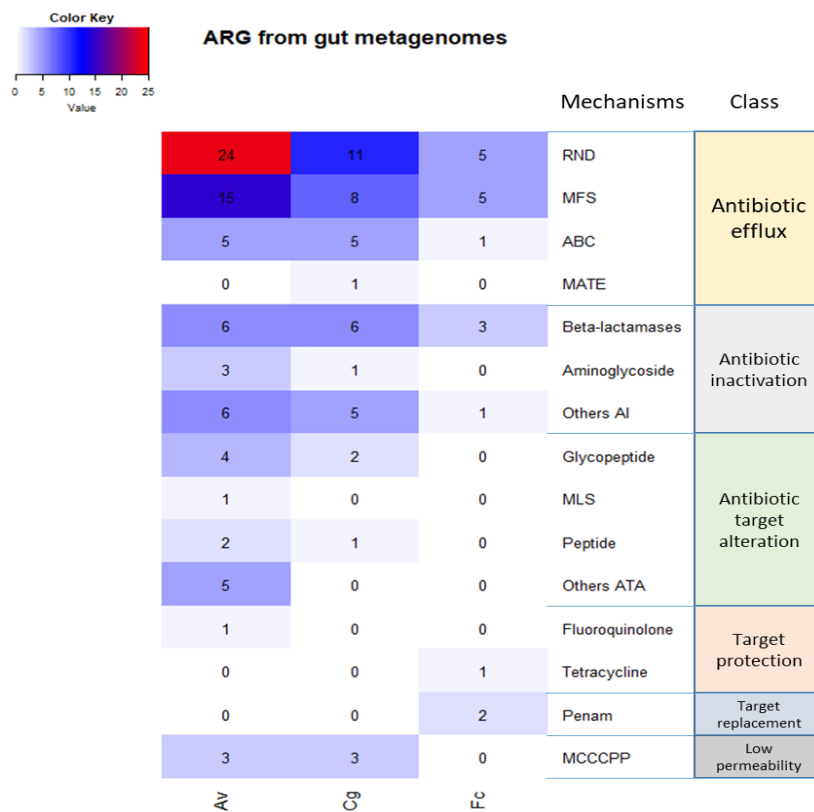 Color Key
0 5 10 15 20 25
Value
ARG from gut metagenomes
Mechanisms Class
24 11 5 RND
15 8 5 MFS
5 5 1 ABC
0 1 0 MATE
Antibiotic
efflux
6 6 3 Beta-lactamases
3 1 0 Aminoglycoside
6 5 1 Others AI
Antibiotic
inactivation
4 2 0 Glycopeptide
1 0 0 MLS
2 1 0 Peptide
5 0 0 Others ATA
Antibiotic
target
alteration
1 0 0 Fluoroquinolone
0 0 1 Tetracycline
Target
protection
0 0 2 Penam
Target
replacement
3 3 0 MCCCPP
Low
permeability
Av Cg Fc